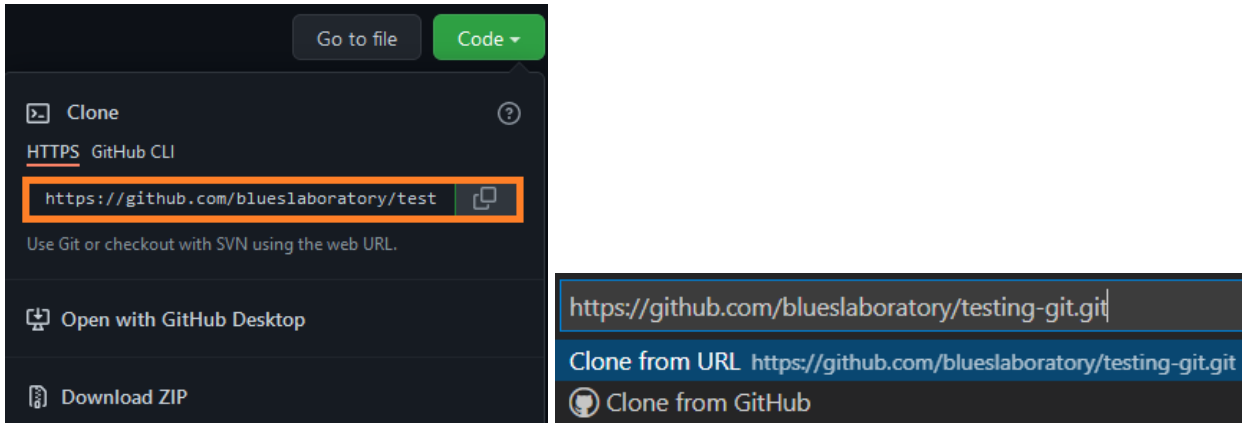 Go to file
Code
Clone
HTTPS GitHub CLI
https://github.com/blueslaboratory/test
Use Git or checkout with SVN using the web URL.
Open with GitHub Desktop
Download ZIP
https://github.com/blueslaboratory/testing-git.git
Clone from URL https://github.com/blueslaboratory/testing-git.git
Clone from GitHub